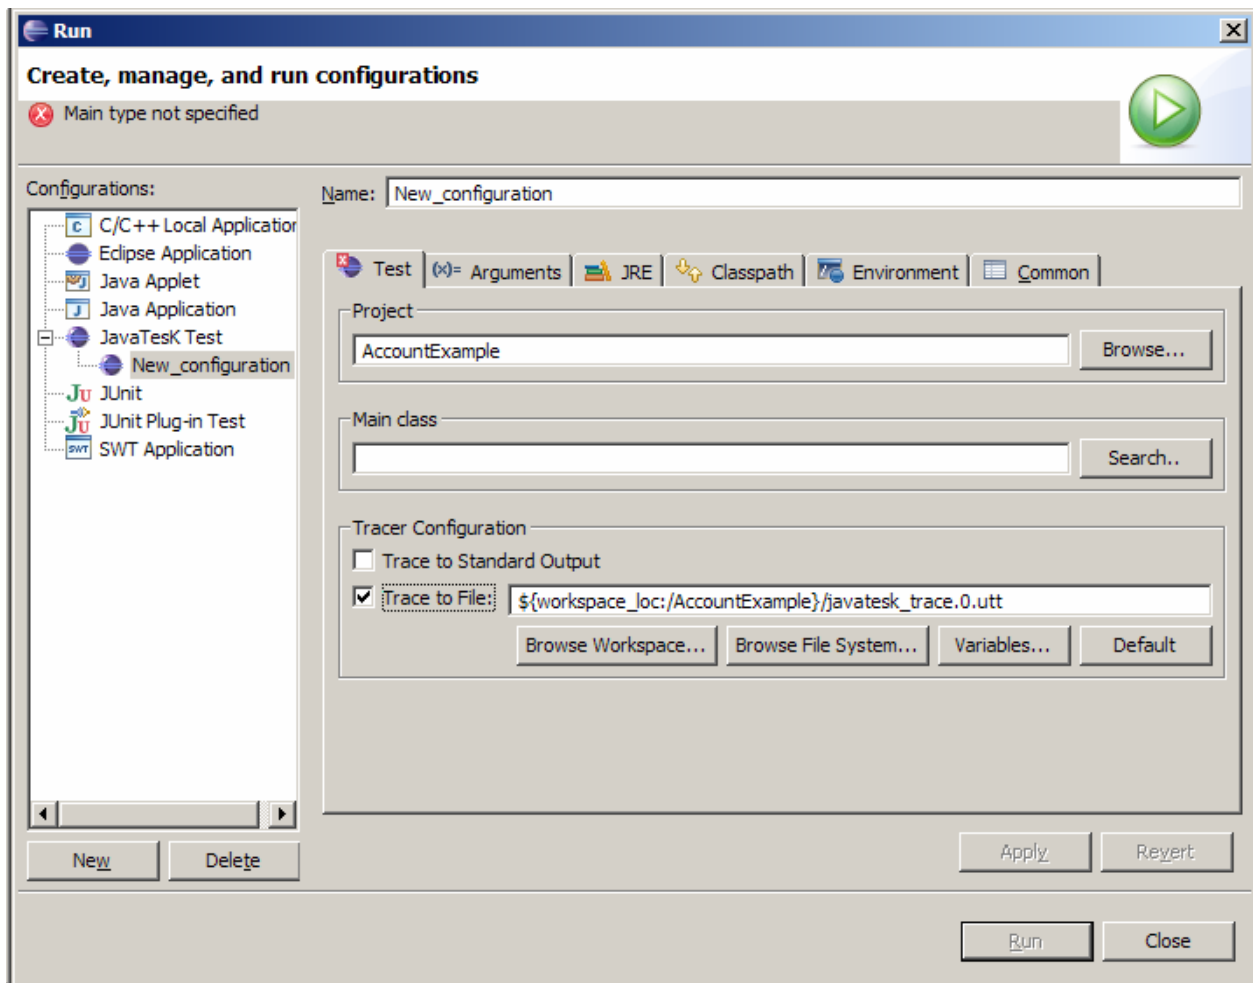 Run
Create, manage, and run configurations
Main type not specified
Configurations:
C/C++ Local Application
Eclipse Application
Java Applet
Java Application
JavaTesK Test
New_configuration
JUnit
JUnit Plug-in Test
SWT Application
New
Delete
Name: New_configuration
Test (x)= Arguments JRE Classpath Environment Common
Project
AccountExample Browse...
Main class
Search..
Tracer Configuration
Trace to Standard Output
Trace to File: ${workspace_loc:/AccountExample}/javatesk_trace.0.utt
Browse Workspace... Browse File System... Variables... Default
Apply Revert
Run Close